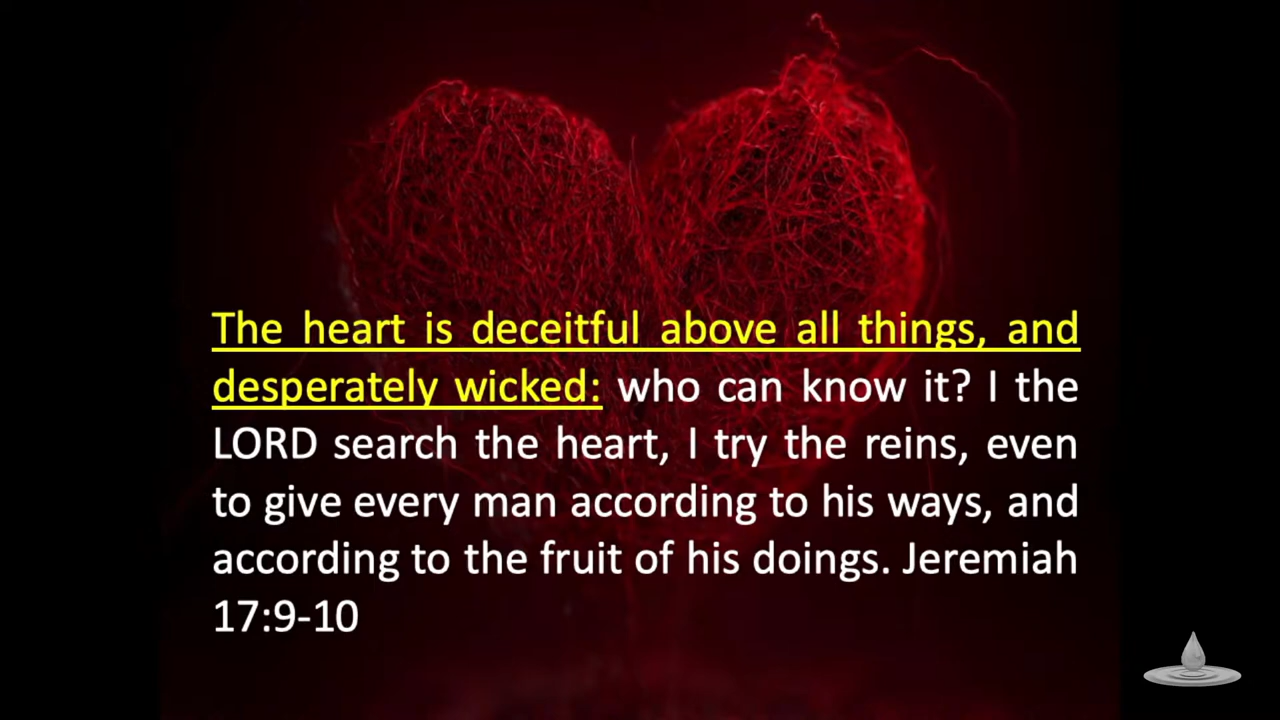 The heart is deceitful above all things, and
desperately wicked: who can know it? I the
LORD search the heart, I try the reins, even
to give every man according to his ways, and
according to the fruit of his doings. Jeremiah
17:9-10